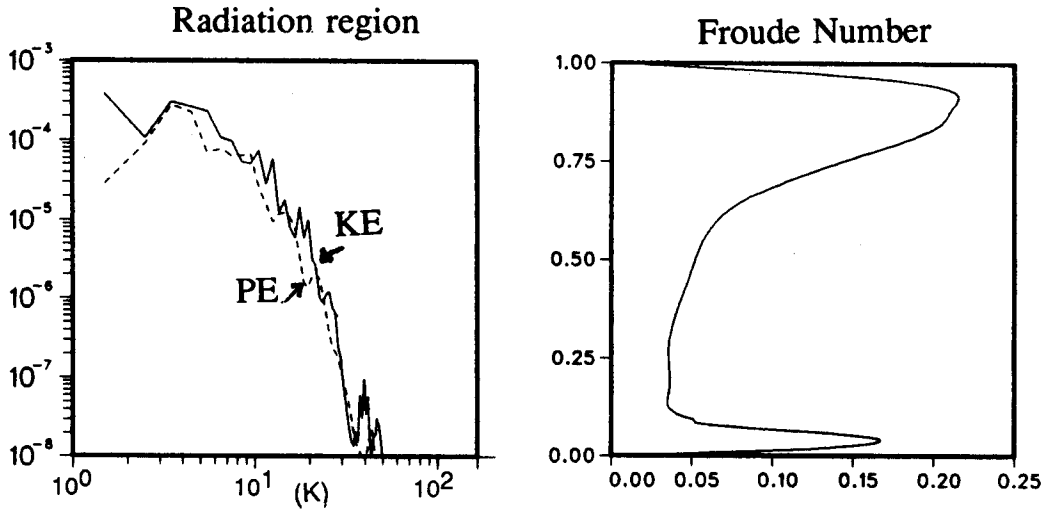 Radiation region
10⁻³
10⁻⁴
10⁻⁵
10⁻⁶
10⁻⁷
10⁻⁸
KE
PE
10⁰ 10¹ 10²
(K)
Froude Number
1.00
0.75
0.50
0.25
0.00
0.00 0.05 0.10 0.15 0.20 0.25